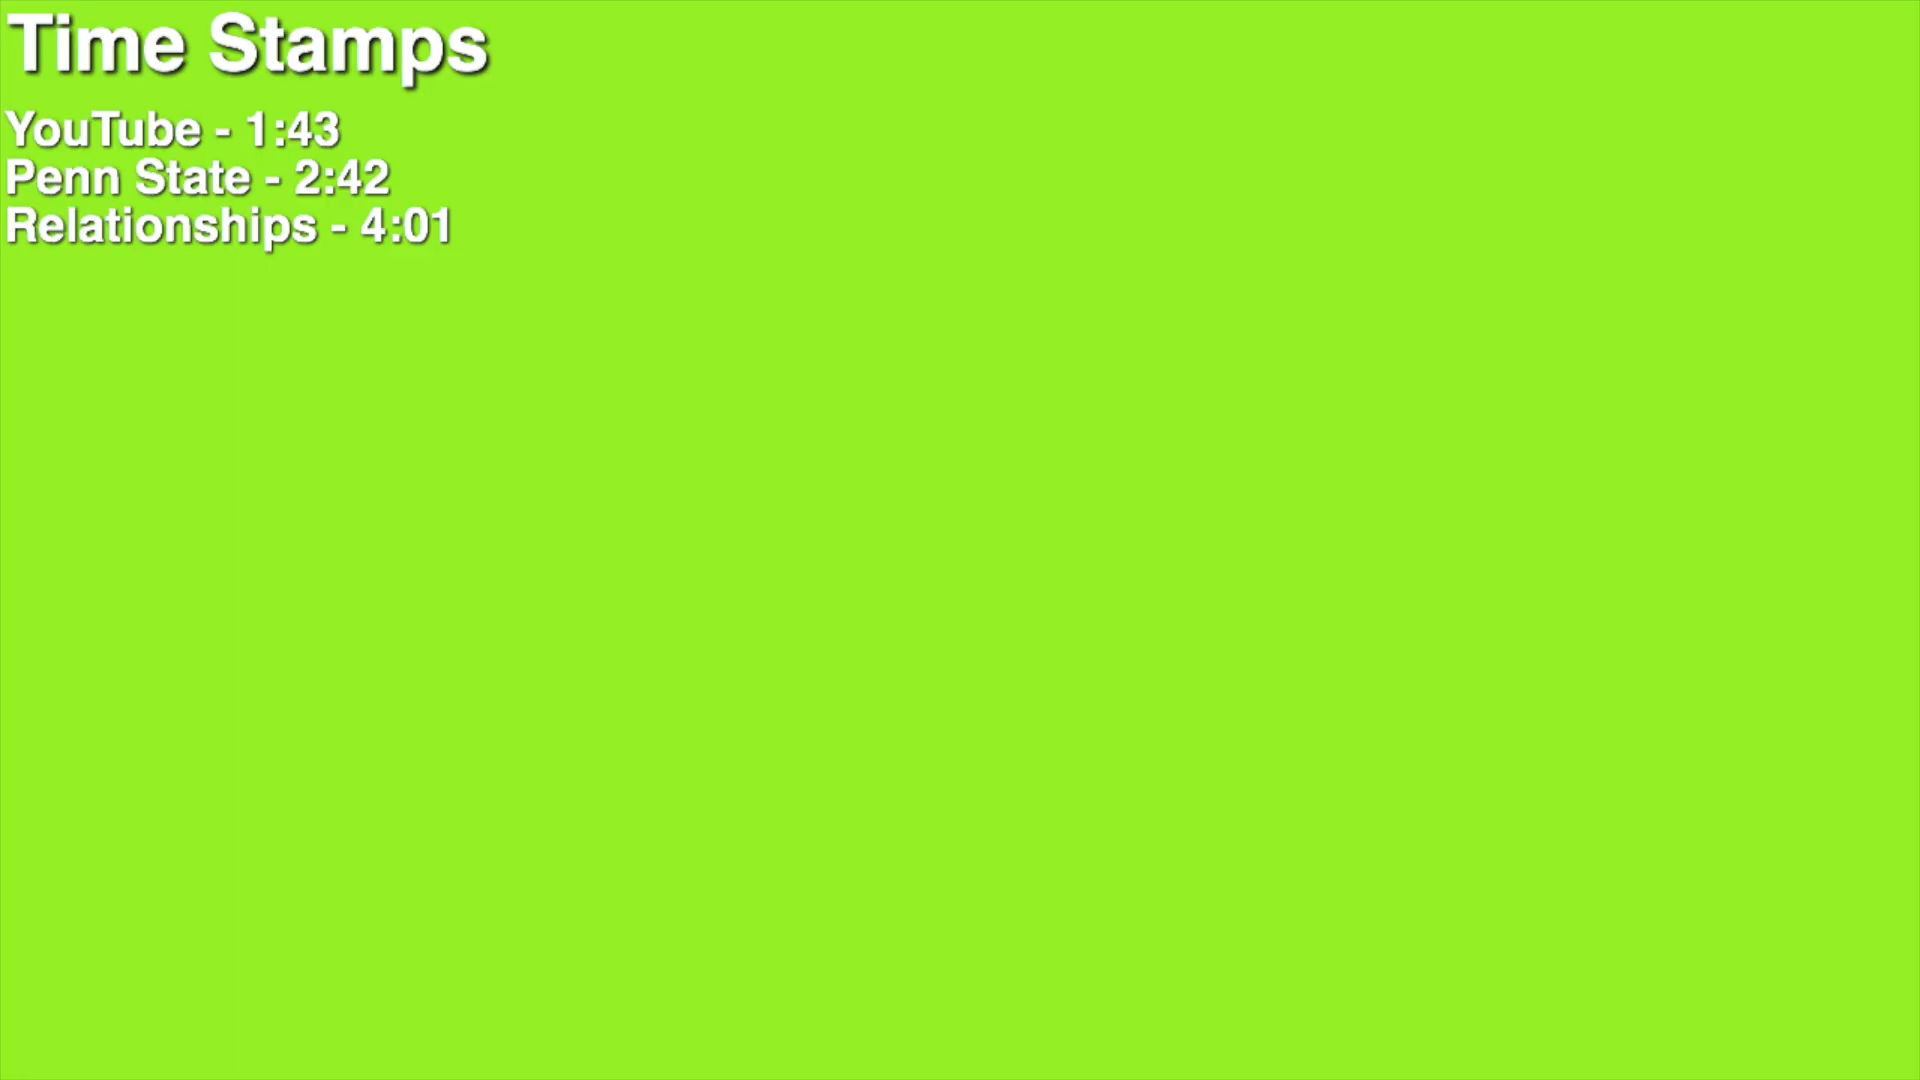 Time Stamps
YouTube - 1:43
Penn State - 2:42
Relationships - 4:01